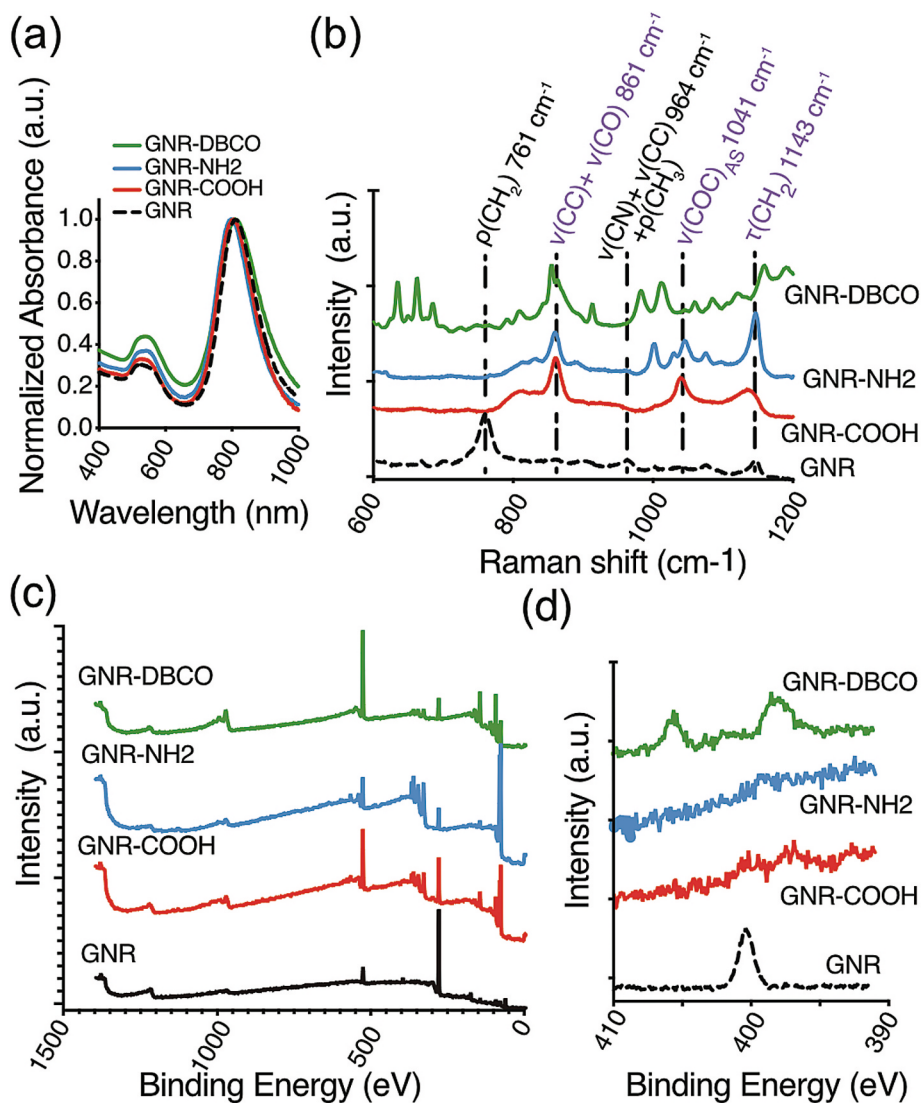 (a)
Normalized Absorbance (a.u.)
GNR-DBCO
GNR-NH2
GNR-COOH
GNR
1.0
0.8
0.6
0.4
0.2
0.0
400
600
800
1000
Wavelength (nm)
(b)
Intensity (a.u.)
ρ(CH₂) 761 cm⁻¹
ν(CC)+ ν(CO) 861 cm⁻¹
ν(CN)+ ν(CC) 964 cm⁻¹
+ρ(CH₃)
ν(COC)AS 1041 cm⁻¹
τ(CH₂) 1143 cm⁻¹
GNR-DBCO
GNR-NH2
GNR-COOH
GNR
600
800
1000
1200
Raman shift (cm-1)
(c)
Intensity (a.u.)
GNR-DBCO
GNR-NH2
GNR-COOH
GNR
1500
1000
500
0
Binding Energy (eV)
(d)
Intensity (a.u.)
GNR-DBCO
GNR-NH2
GNR-COOH
GNR
410
400
390
Binding Energy (eV)